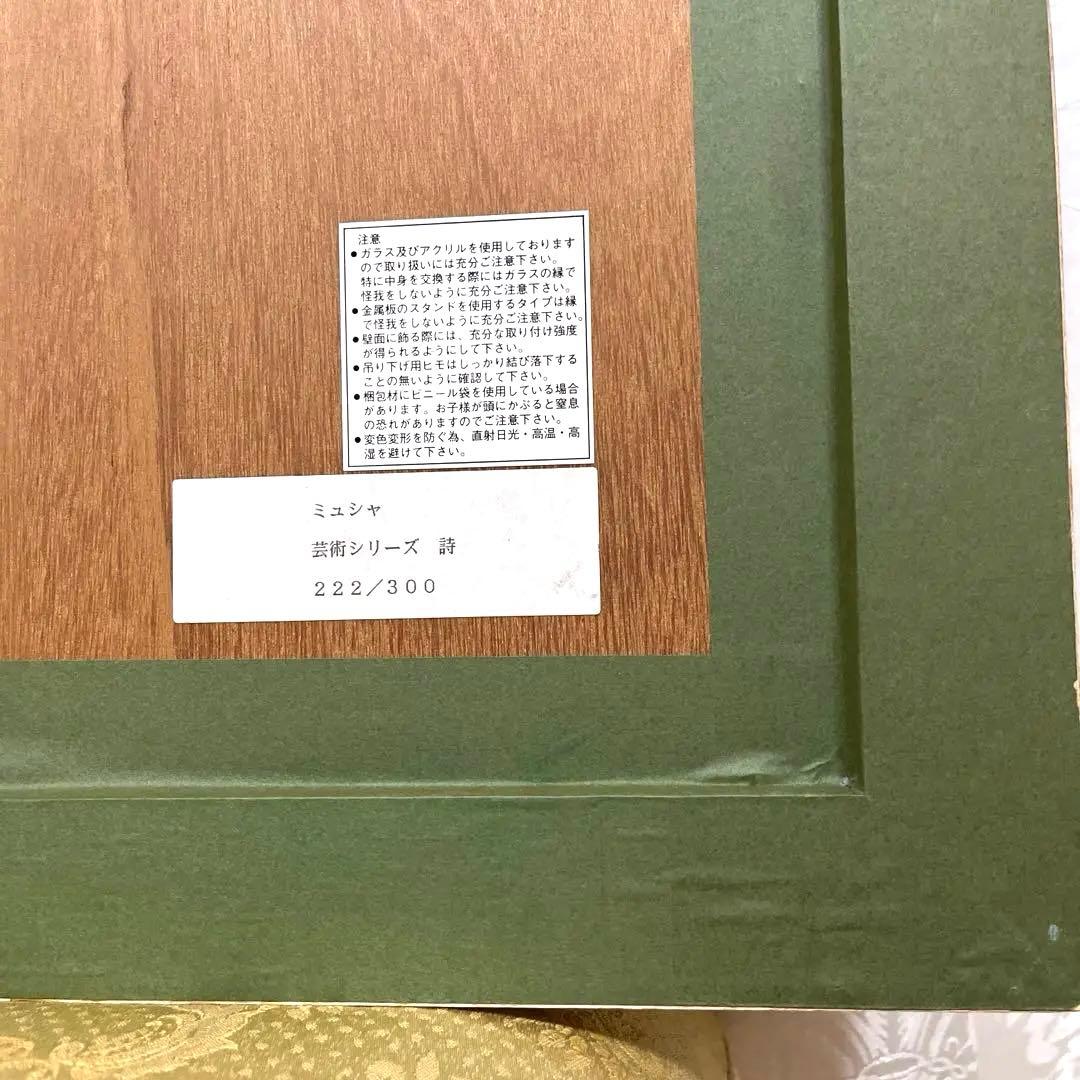 注意
●ガラス及びアクリルを使用しております
ので取り扱いには充分ご注意下さい。
特に中身を交換する際にはガラスの縁で
怪我をしないように充分ご注意下さい。
●金属板のスタンドを使用するタイプは縁
で怪我をしないように充分ご注意下さい。
●壁面に飾る際には、充分な取り付け強度
が得られるようにして下さい。
●吊り下げ用ヒモはしっかり結び落下する
ことの無いように確認して下さい。
●梱包材にビニール袋を使用している場合
があります。お子様が頭にかぶると窒息
の恐れがありますのでご注意下さい。
●変色変形を防ぐ為、直射日光・高温・高
湿を避けて下さい。
ミュシャ
芸術シリーズ　詩
２２２／３００